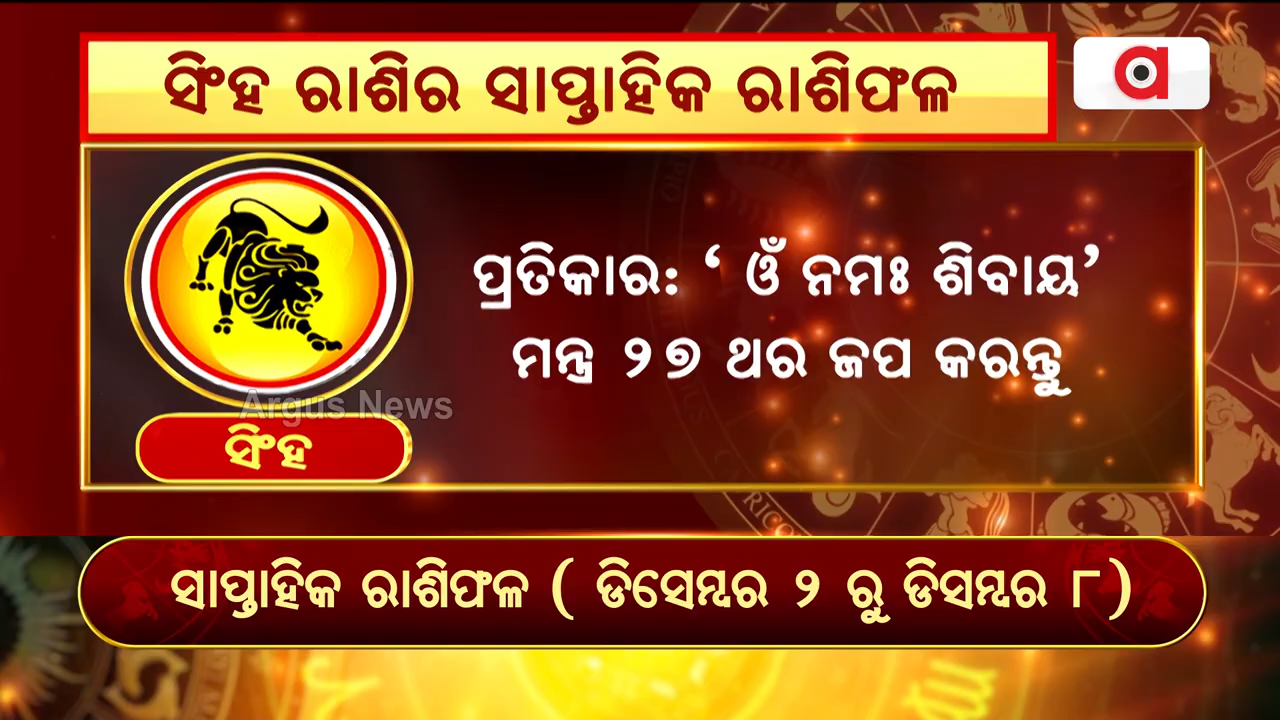 ସିଂହ ରାଶିର ସାପ୍ତାହିକ ରାଶିଫଳ
a
ପ୍ରତିକାର: ‘ ଓଁ ନମଃ ଶିବାୟ’
ମନ୍ତ୍ର ୨୭ ଥର ଜପ କରନ୍ତୁ
Argus News
ସିଂହ
ସାପ୍ତାହିକ ରାଶିଫଳ ( ଡିସେମ୍ବର ୨ ରୁ ଡିସମ୍ବର ୮ )